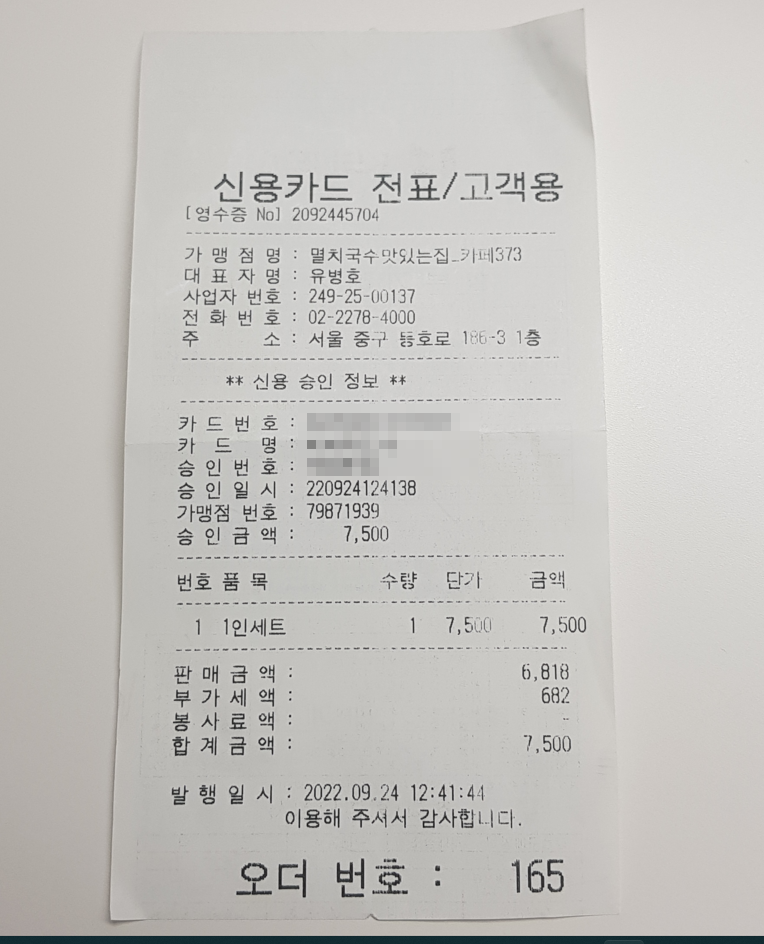 신용카드 전표/고객용
[영수증 No] 2092445704
가 맹 점 명 : 멸치국수맛있는집_카페373
대 표 자 명 : 유병호
사업자 번호 : 249-25-00137
전 화 번 호 : 02-2278-4000
주 소 : 서울 중구 동호로 186-3 1층
** 신용 승인 정보 **
카 드 번 호 :
카 드 명 :
승 인 번 호 :
승 인 일 시 : 220924124138
가맹점 번호 : 79871939
승 인 금 액 : 7,500
번호 품 목 수량 단가 금액
1 1인세트 1 7,500 7,500
판 매 금 액 : 6,818
부 가 세 액 : 682
봉 사 료 액 : -
합 계 금 액 : 7,500
발 행 일 시 : 2022.09.24 12:41:44
이용해 주셔서 감사합니다.
오더 번호 : 165